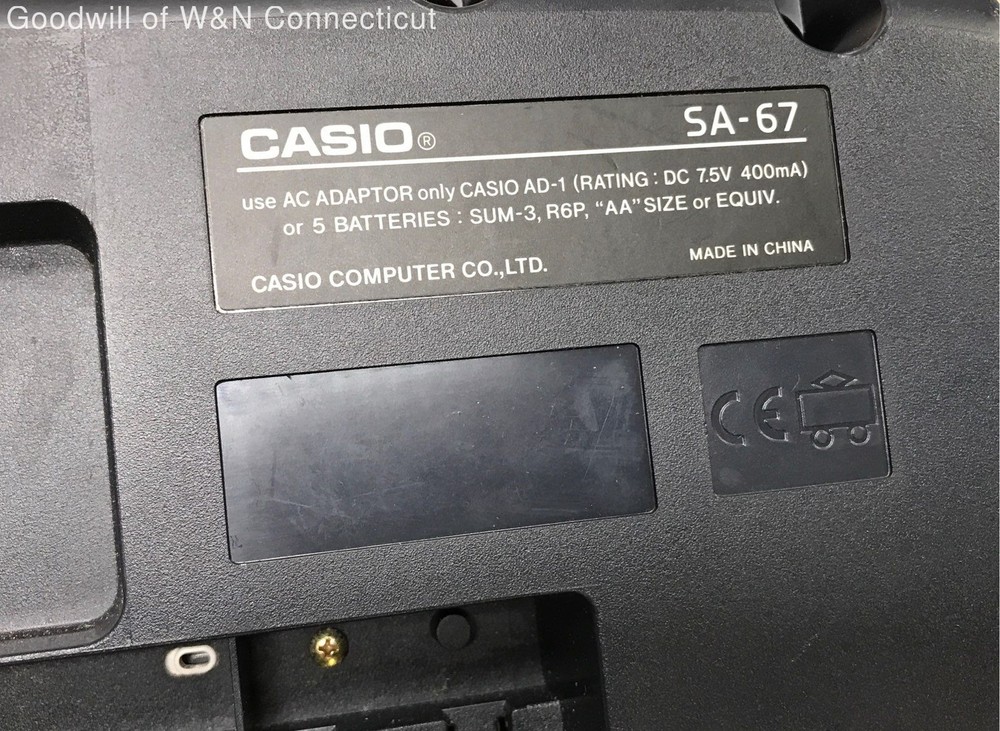 Goodwill of W&N Connecticut
CASIO®
SA-67
use AC ADAPTOR only CASIO AD-1 (RATING : DC 7.5V 400mA)
or 5 BATTERIES : SUM-3, R6P, “AA” SIZE or EQUIV.
MADE IN CHINA
CASIO COMPUTER CO.,LTD.
CE